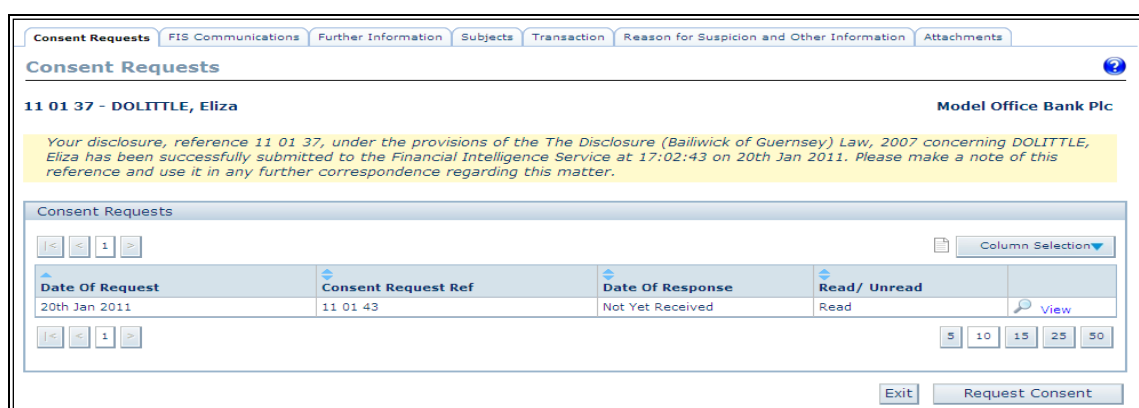 Consent Requests FIS Communications Further Information Subjects Transaction Reason for Suspicion and Other Information Attachments
Consent Requests ?
11 01 37 - DOLITTLE, Eliza Model Office Bank Plc
Your disclosure, reference 11 01 37, under the provisions of the The Disclosure (Bailiwick of Guernsey) Law, 2007 concerning DOLITTLE,
Eliza has been successfully submitted to the Financial Intelligence Service at 17:02:43 on 20th Jan 2011. Please make a note of this
reference and use it in any further correspondence regarding this matter.
Consent Requests
|< < 1 > Column Selection
Date Of Request Consent Request Ref Date Of Response Read/ Unread
20th Jan 2011 11 01 43 Not Yet Received Read View
|< < 1 > 5 10 15 25 50
Exit Request Consent